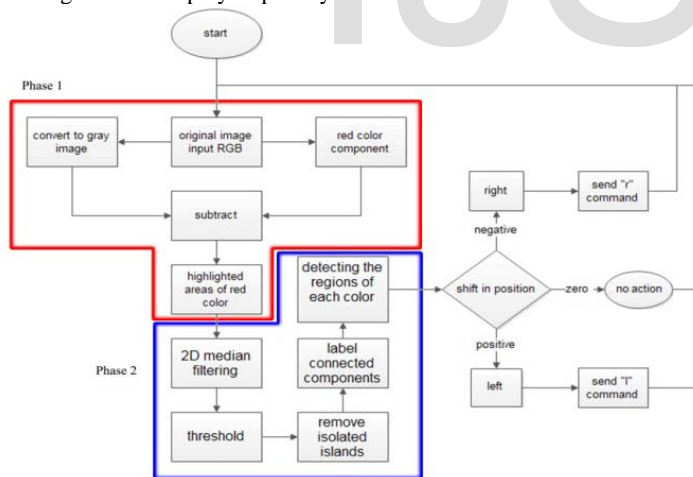 start
Phase 1
convert to gray
image
original image
input RGB
red color
component
subtract
highlighted
areas of red
color
detecting the
regions of
each color
right
send "r"
command
negative
shift in position
zero
no action
positive
left
send "l"
command
Phase 2
2D median
filtering
label
connected
components
threshold
remove
isolated
islands